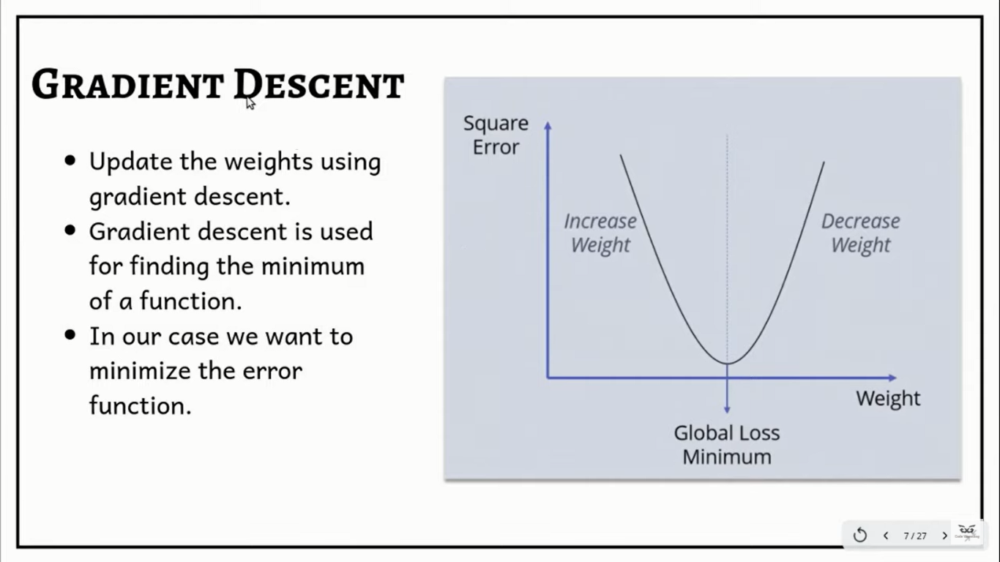 GRADIENT DESCENT
• Update the weights using
gradient descent.
• Gradient descent is used
for finding the minimum
of a function.
• In our case we want to
minimize the error
function.
Square
Error
Increase
Weight
Decrease
Weight
Weight
Global Loss
Minimum
7 / 27